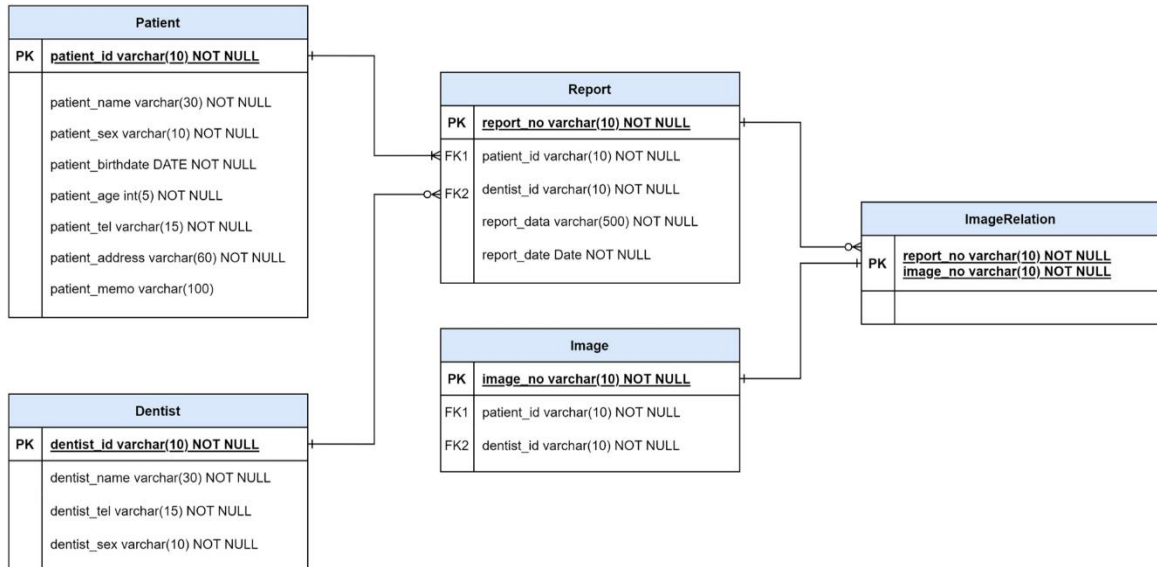 Patient
PK patient_id varchar(10) NOT NULL
patient_name varchar(30) NOT NULL
patient_sex varchar(10) NOT NULL
patient_birthdate DATE NOT NULL
patient_age int(5) NOT NULL
patient_tel varchar(15) NOT NULL
patient_address varchar(60) NOT NULL
patient_memo varchar(100)
Dentist
PK dentist_id varchar(10) NOT NULL
dentist_name varchar(30) NOT NULL
dentist_tel varchar(15) NOT NULL
dentist_sex varchar(10) NOT NULL
Report
PK report_no varchar(10) NOT NULL
FK1 patient_id varchar(10) NOT NULL
FK2 dentist_id varchar(10) NOT NULL
report_data varchar(500) NOT NULL
report_date Date NOT NULL
Image
PK image_no varchar(10) NOT NULL
FK1 patient_id varchar(10) NOT NULL
FK2 dentist_id varchar(10) NOT NULL
ImageRelation
PK report_no varchar(10) NOT NULL
image_no varchar(10) NOT NULL